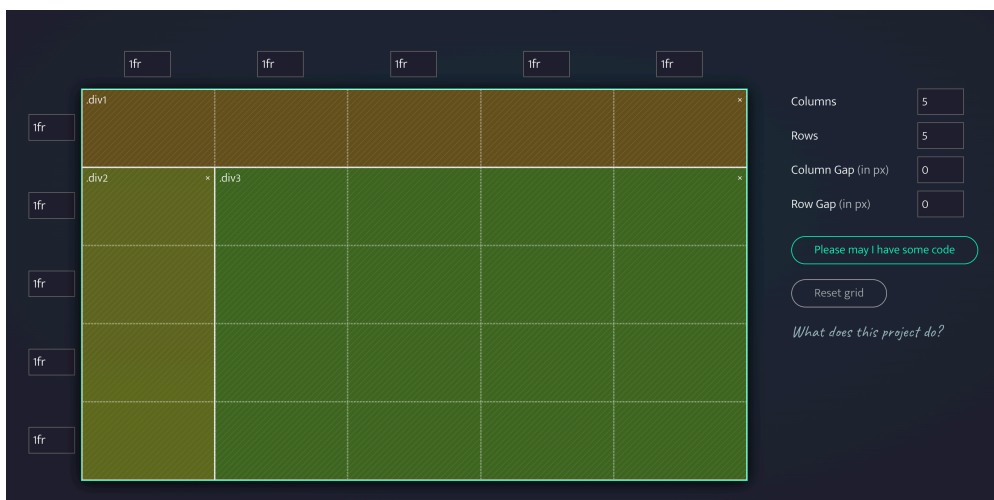 1fr 1fr 1fr 1fr 1fr
.div1 ×
Columns 5
1fr
Rows 5
Column Gap (in px) 0
.div2 × .div3 ×
Row Gap (in px) 0
1fr
Please may I have some code
1fr
Reset grid
What does this project do?
1fr
1fr